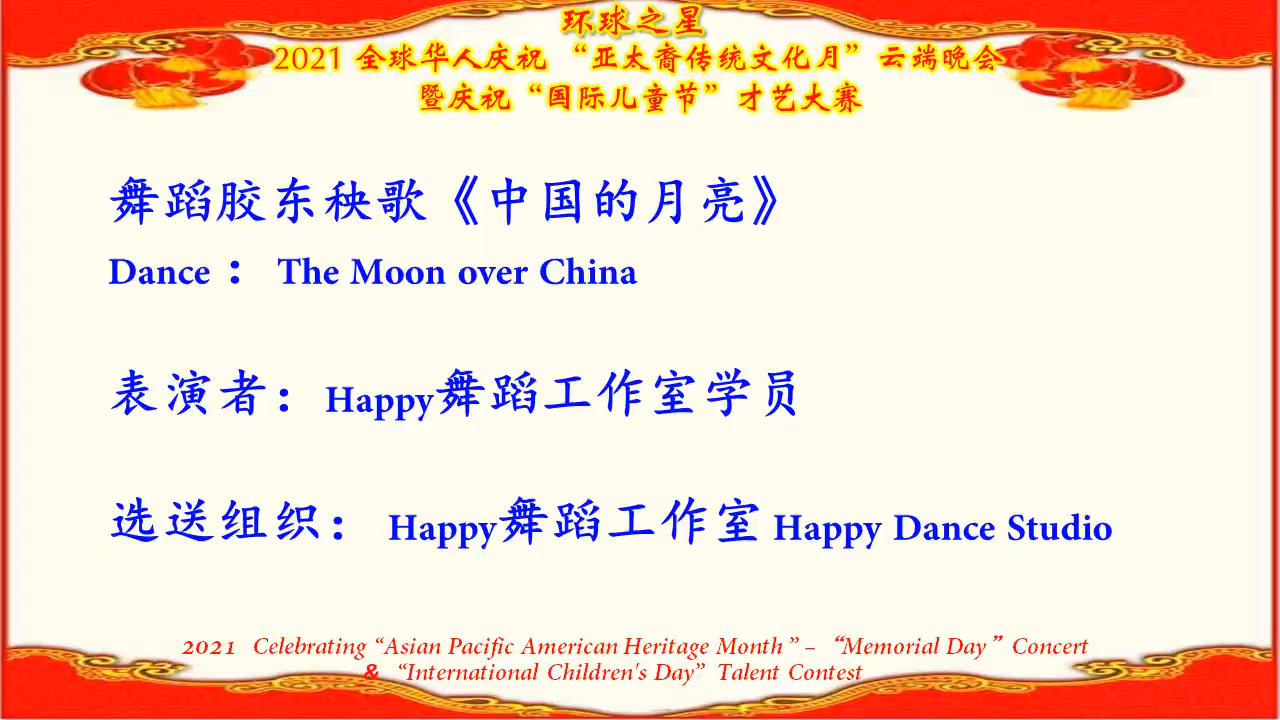 环球之星
2021 全球华人庆祝 “亚太裔传统文化月” 云端晚会
暨庆祝“国际儿童节”才艺大赛
舞蹈胶东秧歌《中国的月亮》
Dance： The Moon over China
表演者：Happy舞蹈工作室学员
选送组织： Happy舞蹈工作室 Happy Dance Studio
2021 Celebrating “Asian Pacific American Heritage Month ” – “Memorial Day” Concert
& “International Children's Day” Talent Contest